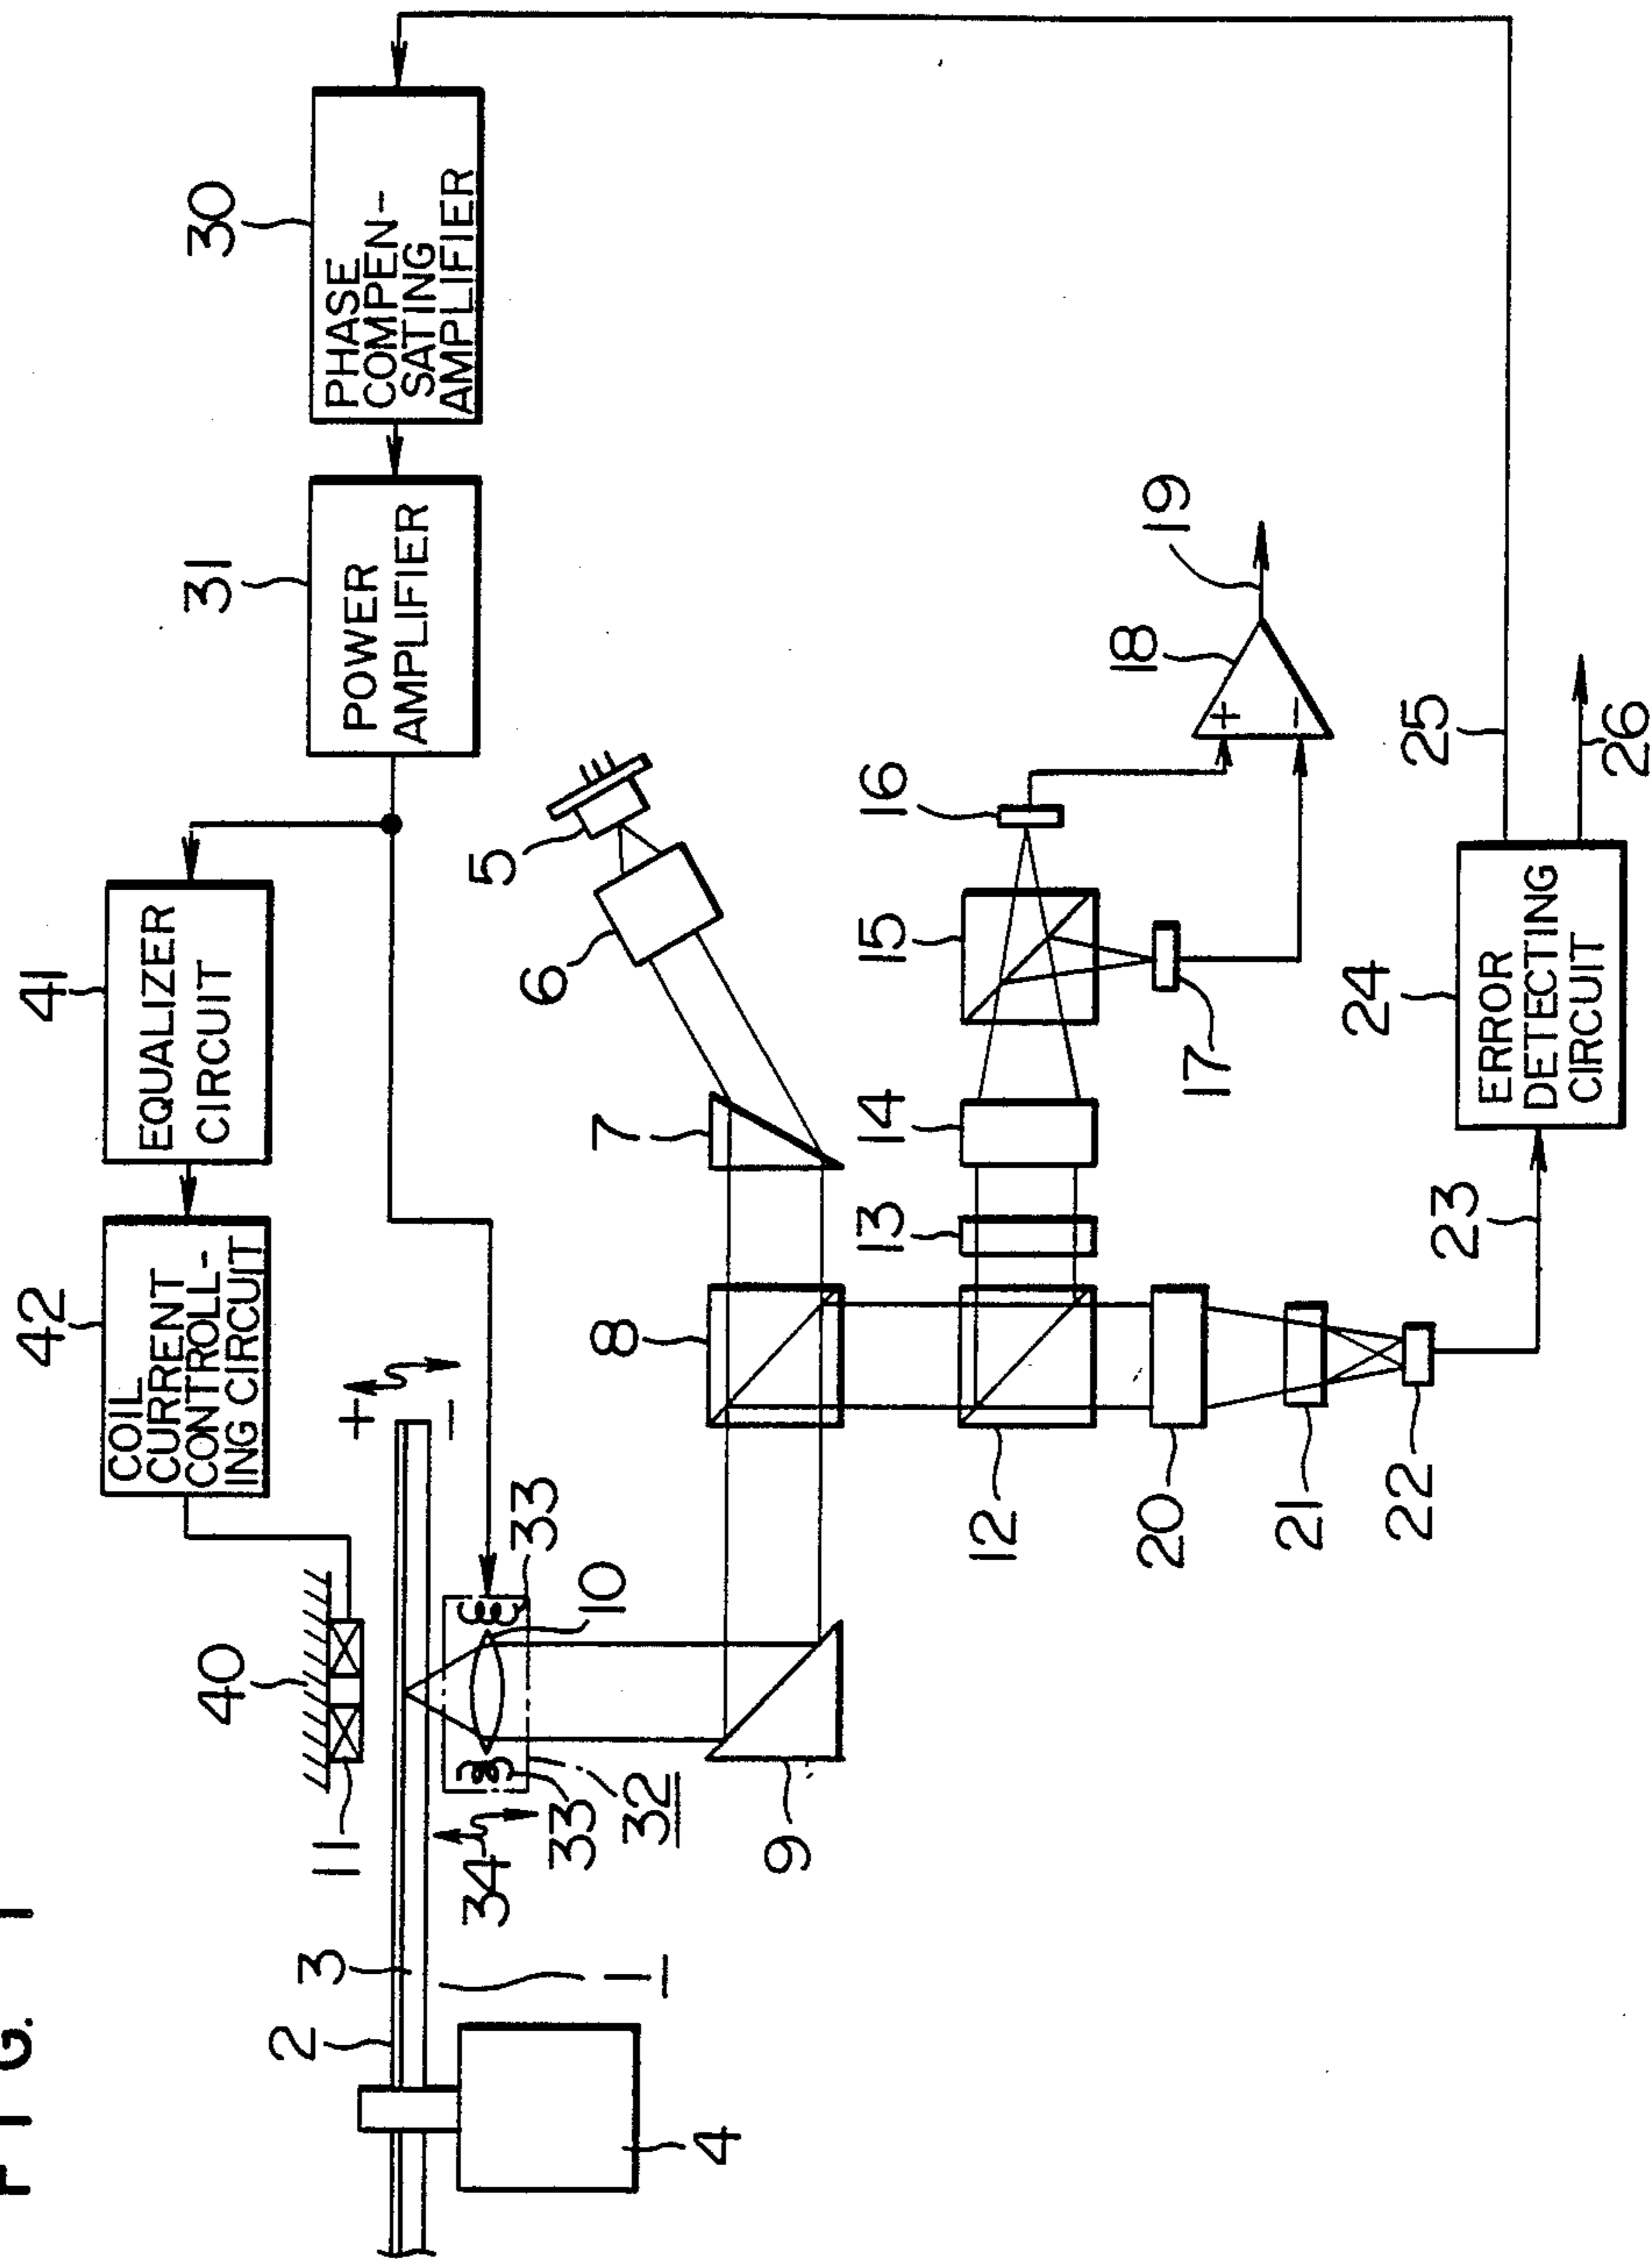 FIG. 1
42
41
COIL
CURRENT
CONTROLL-
ING CIRCUIT
EQUALIZER
CIRCUIT
31
30
POWER
AMPLIFIER
PHASE
COMPEN-
SATING
AMPLIFIER
40
11
2
3
+
−
34
33
32
33
10
1
4
5
6
7
8
9
16
15
14
13
12
17
18
+
−
19
20
21
22
23
24
25
26
ERROR
DETECTING
CIRCUIT